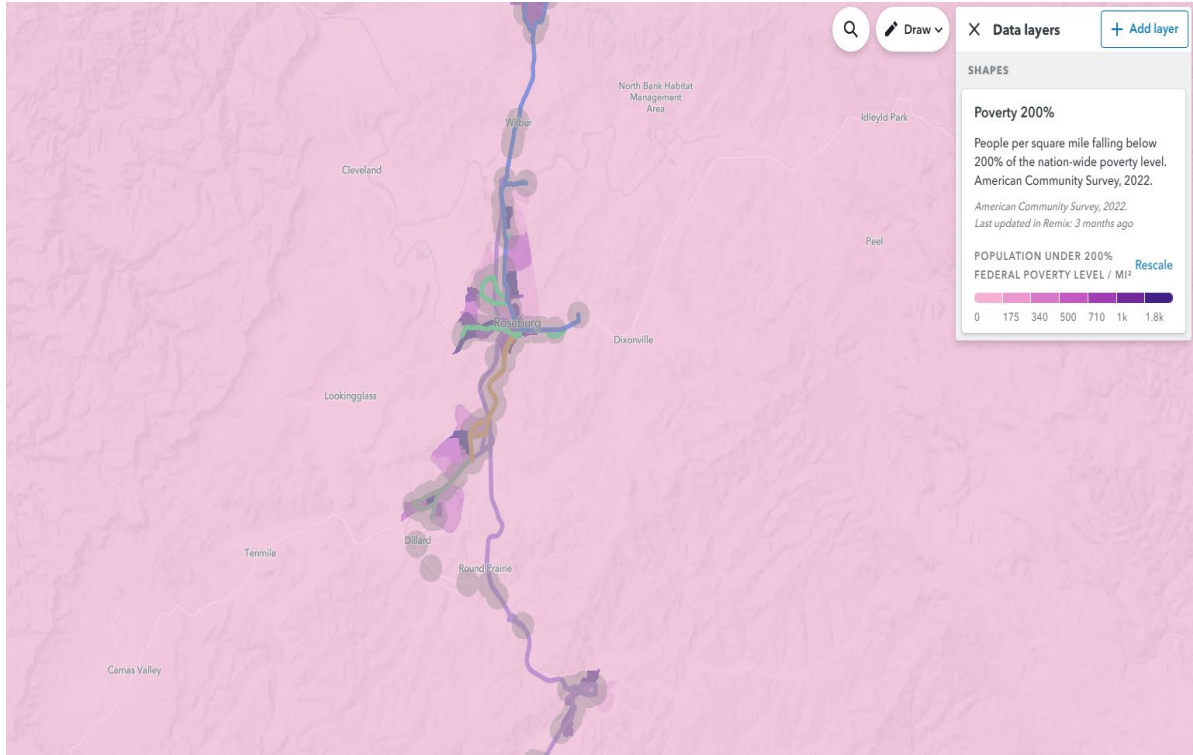 Draw
Data layers
+ Add layer
SHAPES
Poverty 200%
People per square mile falling below
200% of the nation-wide poverty level.
American Community Survey, 2022.
American Community Survey, 2022.
Last updated in Remix: 3 months ago
POPULATION UNDER 200%
FEDERAL POVERTY LEVEL / MI²
Rescale
0 175 340 500 710 1k 1.8k
North Bank Habitat
Management
Area
Wilbur
Idleyld Park
Cleveland
Peel
Roseburg
Dixonville
Lookingglass
Dillard
Tenmile
Round Prairie
Camas Valley